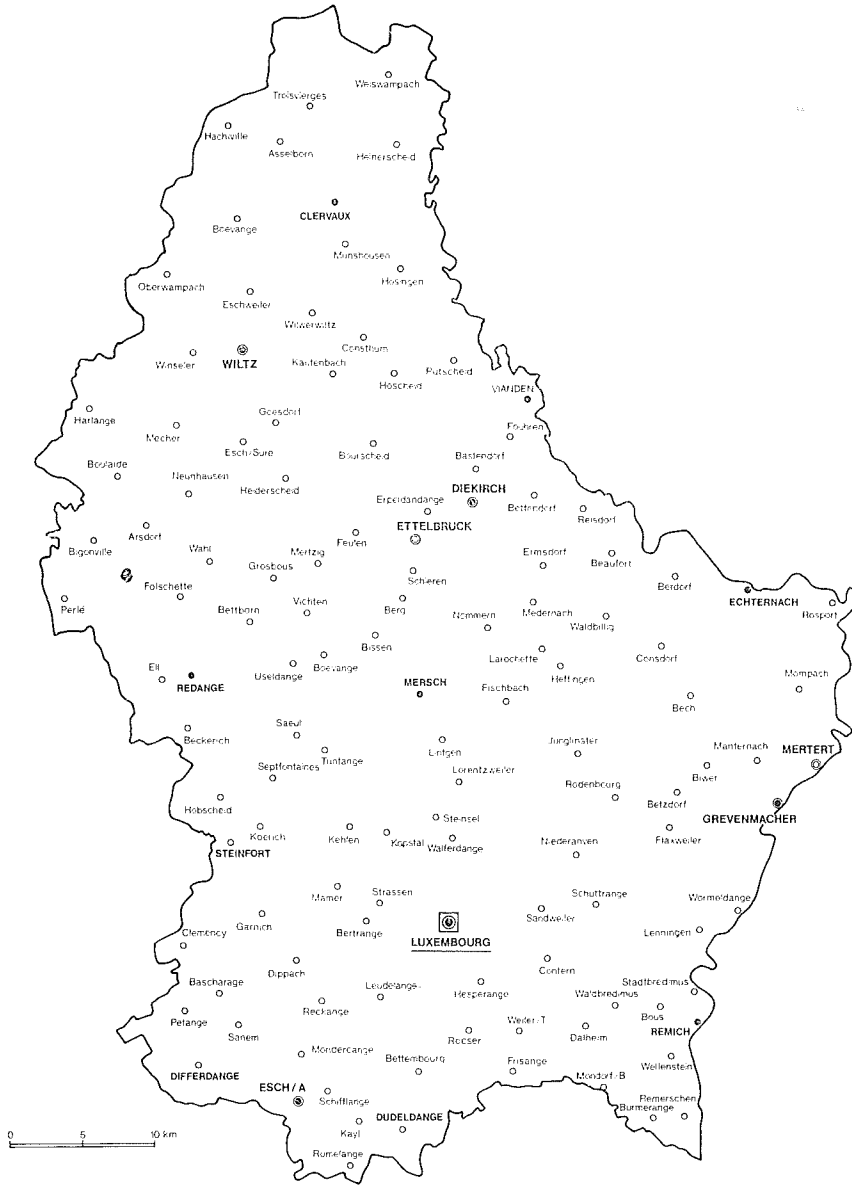 Weiswampach
Troisvierges
Hachiville
Asselborn
Heinerscheid
CLERVAUX
Boevange
Munshausen
Hosingen
Oberwampach
Eschweiler
Wilwerwiltz
Consthum
Winseler
WILTZ
Kautenbach
Hoscheid
Putscheid
VIANDEN
Harlange
Mecher
Goesdorf
Fouhren
Esch/Sûre
Bourscheid
Bastendorf
Boulaide
Neunhausen
Heiderscheid
DIEKIRCH
Erpeldandange
Bettendorf
Reisdorf
ETTELBRUCK
Arsdorf
Bigonville
Wahl
Mertzig
Feulen
Ermsdorf
Beaufort
Grosbous
Schieren
Berdorf
Folschette
Perlé
Bettborn
Vichten
Berg
Nommern
Medernach
Waldbillig
ECHTERNACH
Rosport
Bissen
Ell
Useldange
Boevange
Larochette
Heffingen
Consdorf
REDANGE
MERSCH
Fischbach
Mompach
Bech
Beckerich
Saeul
Tuntange
Lintgen
Junglinster
Manternach
MERTERT
Septfontaines
Lorentzweiler
Biwer
Hobscheid
Rodenbourg
Betzdorf
GREVENMACHER
Steinsel
Koerich
Kehlen
Kopstal
Walferdange
Flaxweiler
STEINFORT
Niederanven
Mamer
Strassen
Schuttrange
Wormeldange
Garnich
Bertrange
Sandweiler
LUXEMBOURG
Lenningen
Clemency
Dippach
Contern
Bascharage
Leudelange
Hesperange
Waldbredimus
Stadtbredimus
Reckange
Bous
Pétange
Sanem
Roeser
Weiler-T
Dalheim
REMICH
Mondercange
Bettembourg
Frisange
Wellenstein
DIFFERDANGE
Mondorf/B
ESCH / A
Schifflange
Remerschen
Burmerange
DUDELDANGE
Kayl
Rumelange
0 5 10 km